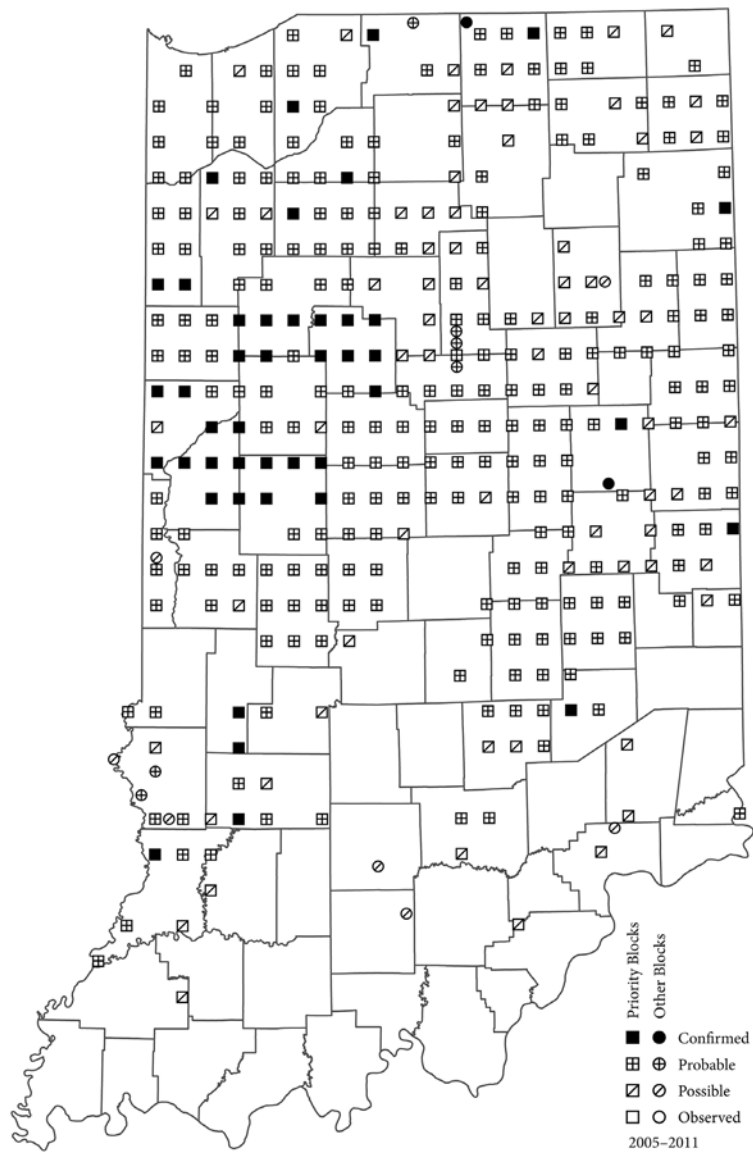 Priority Blocks
Other Blocks
Confirmed
Probable
Possible
Observed
2005–2011